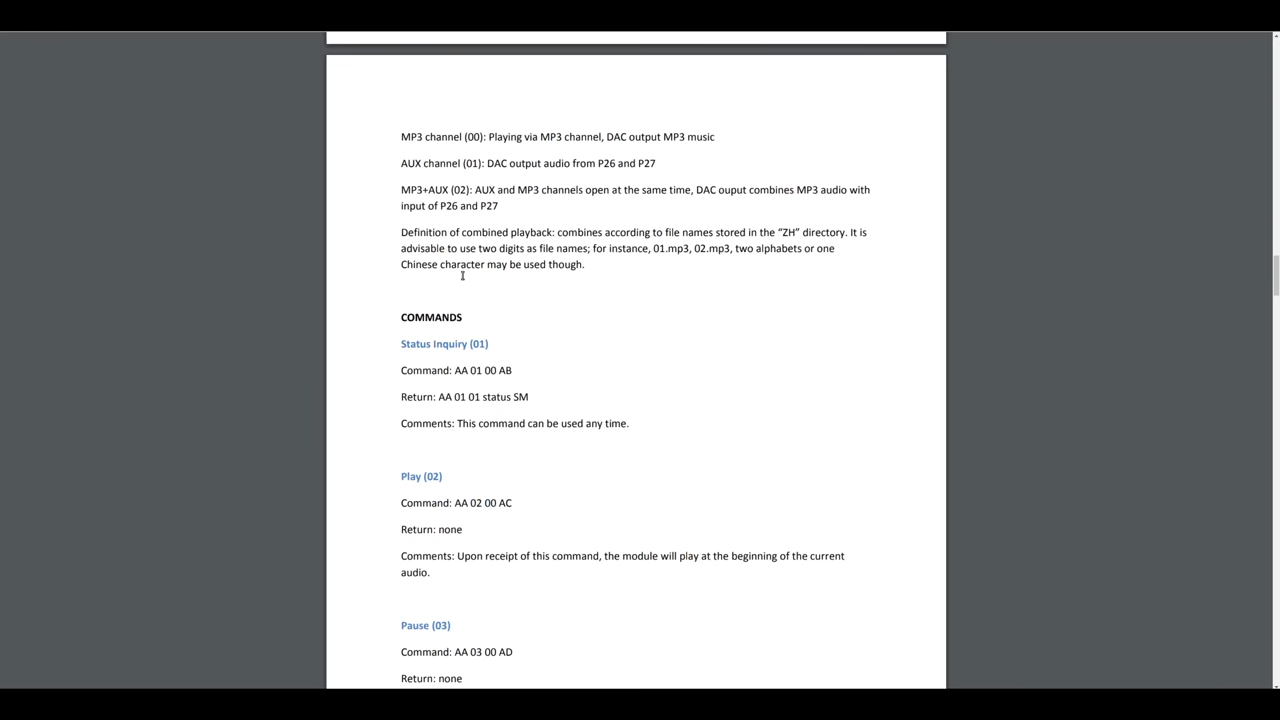 MP3 channel (00): Playing via MP3 channel, DAC output MP3 music
AUX channel (01): DAC output audio from P26 and P27
MP3+AUX (02): AUX and MP3 channels open at the same time, DAC ouput combines MP3 audio with
input of P26 and P27
Definition of combined playback: combines according to file names stored in the “ZH” directory. It is
advisable to use two digits as file names; for instance, 01.mp3, 02.mp3, two alphabets or one
Chinese character may be used though.
COMMANDS
Status Inquiry (01)
Command: AA 01 00 AB
Return: AA 01 01 status SM
Comments: This command can be used any time.
Play (02)
Command: AA 02 00 AC
Return: none
Comments: Upon receipt of this command, the module will play at the beginning of the current
audio.
Pause (03)
Command: AA 03 00 AD
Return: none